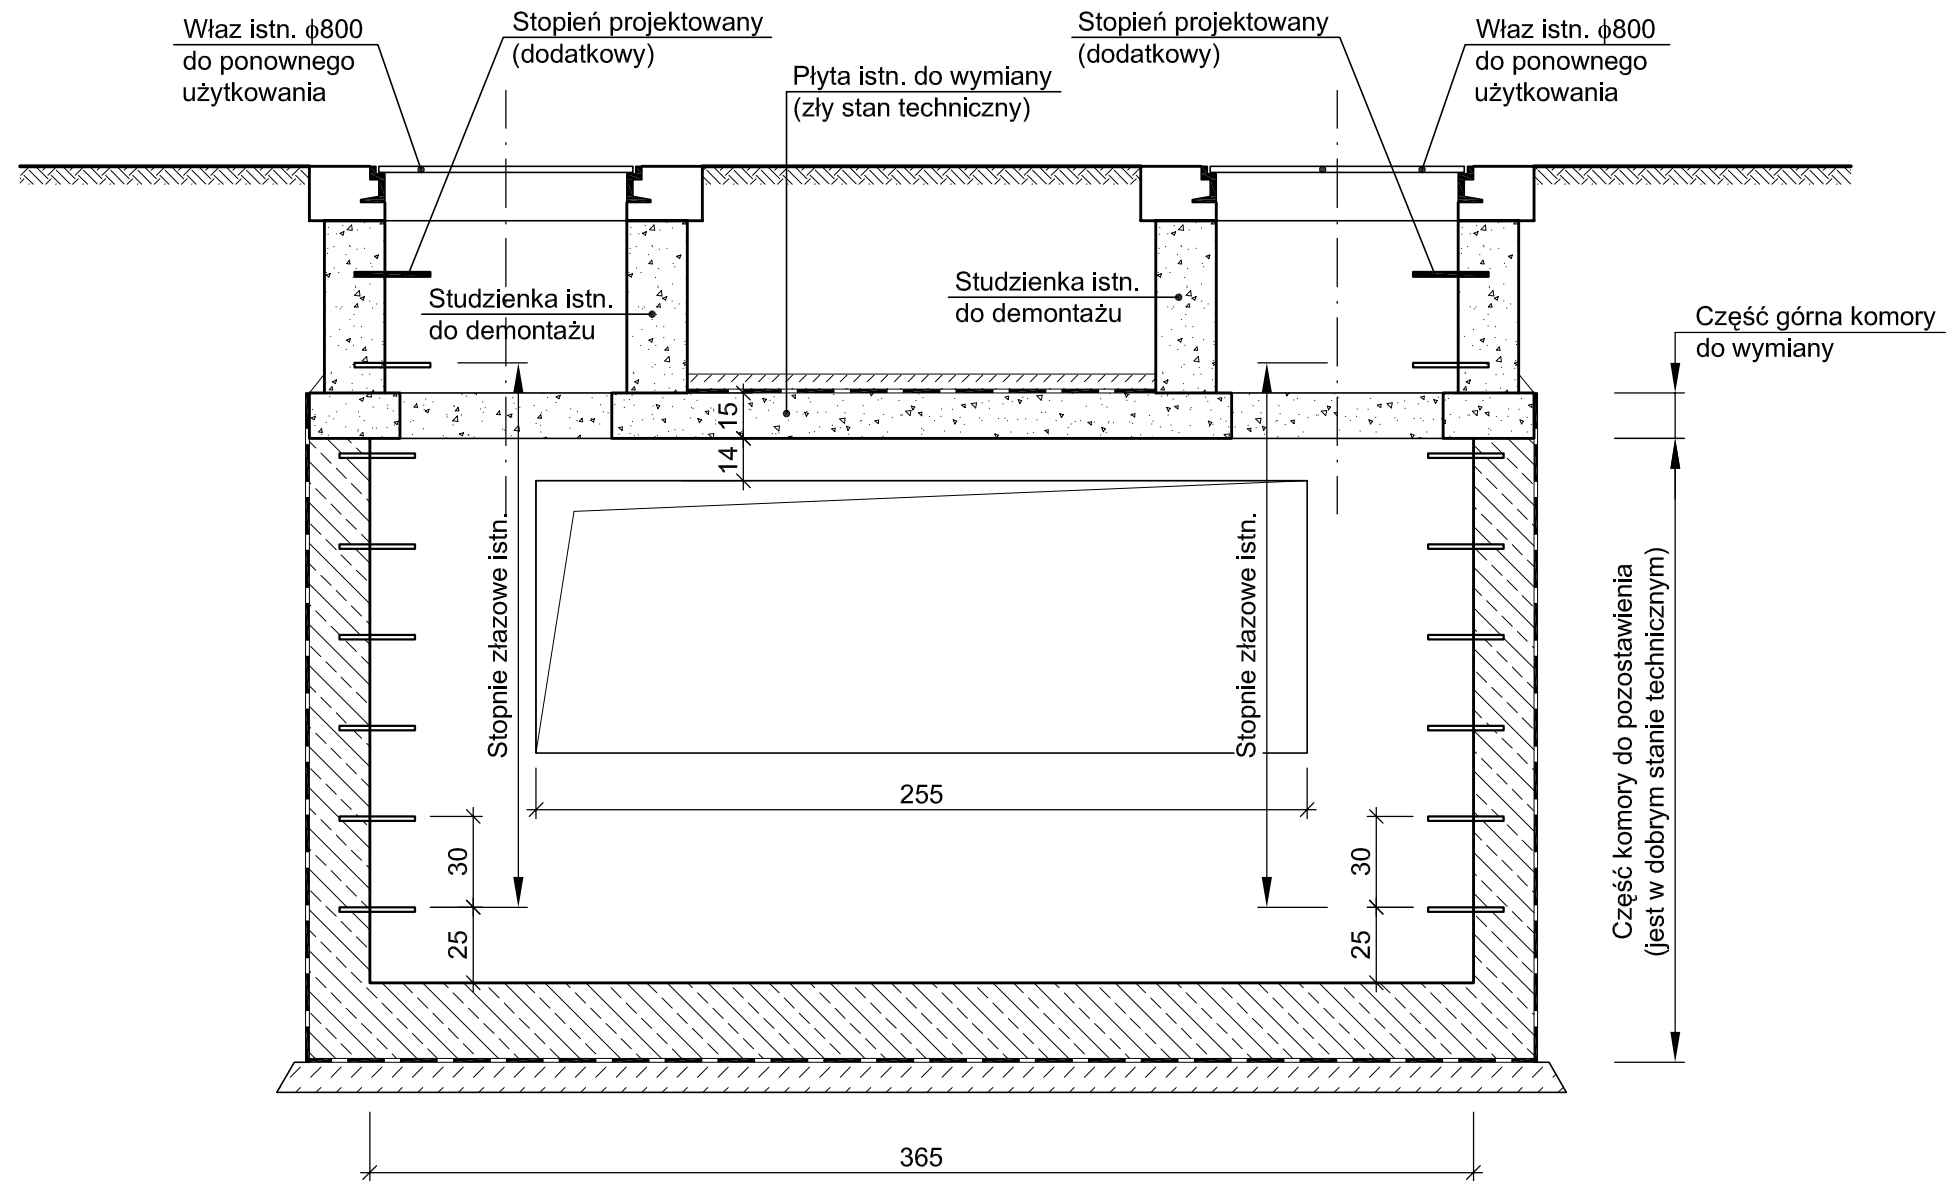 Właz istn. ϕ800
do ponownego
użytkowania
Stopień projektowany
(dodatkowy)
Płyta istn. do wymiany
(zły stan techniczny)
Stopień projektowany
(dodatkowy)
Właz istn. ϕ800
do ponownego
użytkowania
Studzienka istn.
do demontażu
Studzienka istn.
do demontażu
Część górna komory
do wymiany
15
14
Stopnie złazowe istn.
Stopnie złazowe istn.
Część komory do pozostawienia
(jest w dobrym stanie technicznym)
255
30
25
30
25
365